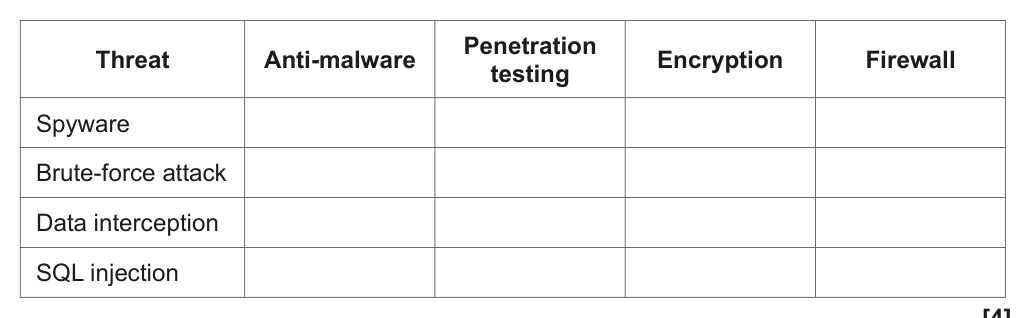 Threat Anti-malware Penetration testing Encryption Firewall
Spyware
Brute-force attack
Data interception
SQL injection
[4]